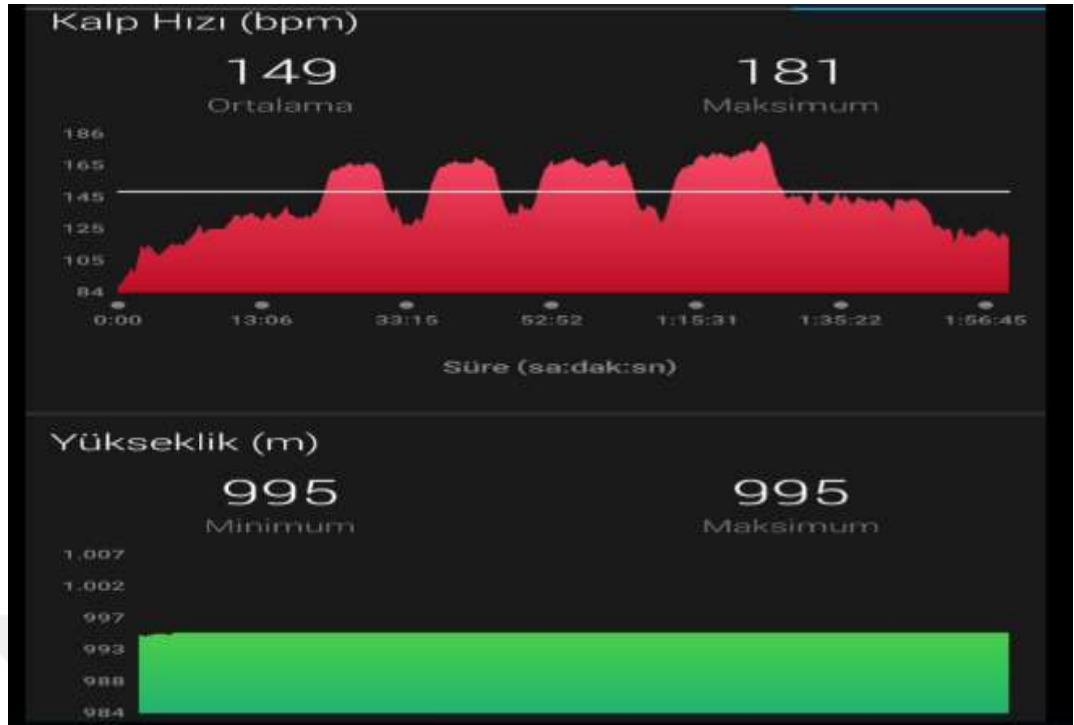 Kalp Hızı (bpm)
149 181
Ortalama Maksimum
186
165
145
125
105
84
0:00 13:06 33:15 52:52 1:15:31 1:35:22 1:56:45
Süre (sa:dak:sn)
Yükseklik (m)
995 995
Minimum Maksimum
1.007
1.002
997
993
988
984